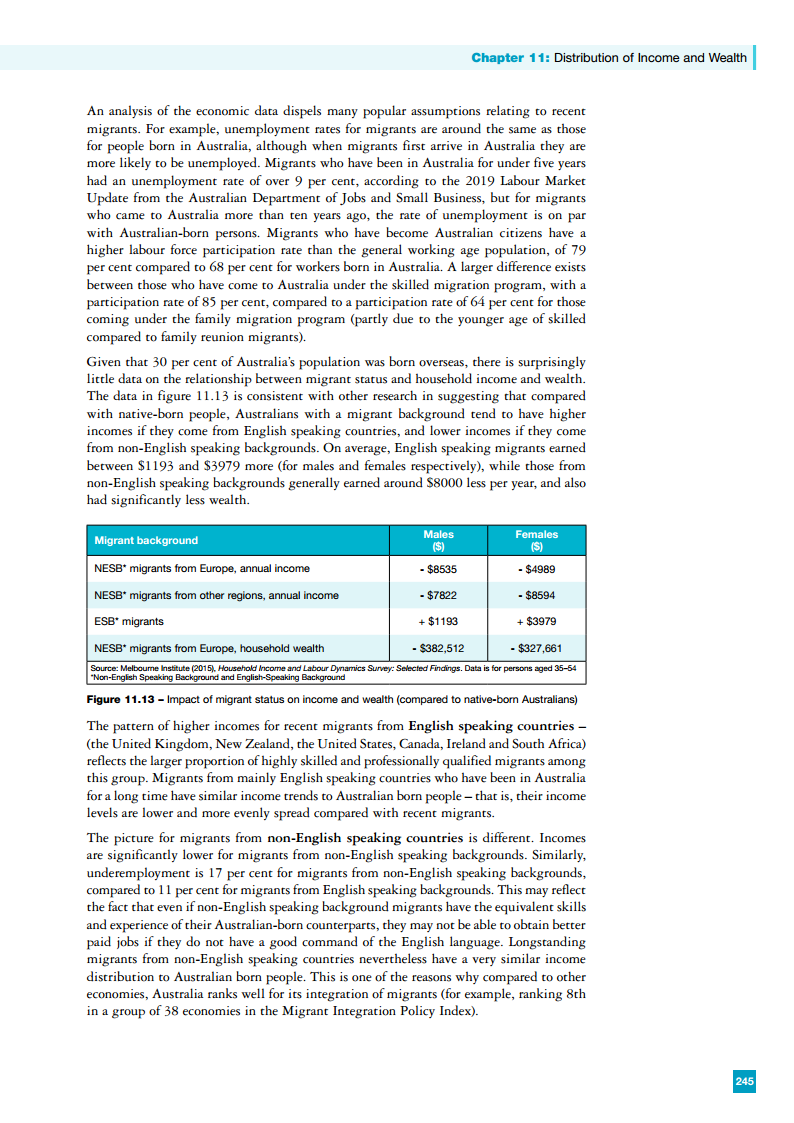 Chapter 11: Distribution of Income and Wealth
An analysis of the economic data dispels many popular assumptions relating to recent
migrants. For example, unemployment rates for migrants are around the same as those
for people born in Australia, although when migrants first arrive in Australia they are
more likely to be unemployed. Migrants who have been in Australia for under five years
had an unemployment rate of over 9 per cent, according to the 2019 Labour Market
Update from the Australian Department of Jobs and Small Business, but for migrants
who came to Australia more than ten years ago, the rate of unemployment is on par
with Australian-born persons. Migrants who have become Australian citizens have a
higher labour force participation rate than the general working age population, of 79
per cent compared to 68 per cent for workers born in Australia. A larger difference exists
between those who have come to Australia under the skilled migration program, with a
participation rate of 85 per cent, compared to a participation rate of 64 per cent for those
coming under the family migration program (partly due to the younger age of skilled
compared to family reunion migrants).
Given that 30 per cent of Australia's population was born overseas, there is surprisingly
little data on the relationship between migrant status and household income and wealth.
The data in figure 11.13 is consistent with other research in suggesting that compared
with native-born people, Australians with a migrant background tend to have higher
incomes if they come from English speaking countries, and lower incomes if they come
from non-English speaking backgrounds. On average, English speaking migrants earned
between $1193 and $3979 more (for males and females respectively), while those from
non-English speaking backgrounds generally earned around $8000 less per year, and also
had significantly less wealth.
Migrant background Males ($) Females ($)
NESB* migrants from Europe, annual income - $8535 - $4989
NESB* migrants from other regions, annual income - $7822 - $8594
ESB* migrants + $1193 + $3979
NESB* migrants from Europe, household wealth - $382,512 - $327,661
Source: Melbourne Institute (2015), Household Income and Labour Dynamics Survey: Selected Findings. Data is for persons aged 35–54
*Non-English Speaking Background and English-Speaking Background
Figure 11.13 – Impact of migrant status on income and wealth (compared to native-born Australians)
The pattern of higher incomes for recent migrants from English speaking countries –
(the United Kingdom, New Zealand, the United States, Canada, Ireland and South Africa)
reflects the larger proportion of highly skilled and professionally qualified migrants among
this group. Migrants from mainly English speaking countries who have been in Australia
for a long time have similar income trends to Australian born people – that is, their income
levels are lower and more evenly spread compared with recent migrants.
The picture for migrants from non-English speaking countries is different. Incomes
are significantly lower for migrants from non-English speaking backgrounds. Similarly,
underemployment is 17 per cent for migrants from non-English speaking backgrounds,
compared to 11 per cent for migrants from English speaking backgrounds. This may reflect
the fact that even if non-English speaking background migrants have the equivalent skills
and experience of their Australian-born counterparts, they may not be able to obtain better
paid jobs if they do not have a good command of the English language. Longstanding
migrants from non-English speaking countries nevertheless have a very similar income
distribution to Australian born people. This is one of the reasons why compared to other
economies, Australia ranks well for its integration of migrants (for example, ranking 8th
in a group of 38 economies in the Migrant Integration Policy Index).
245